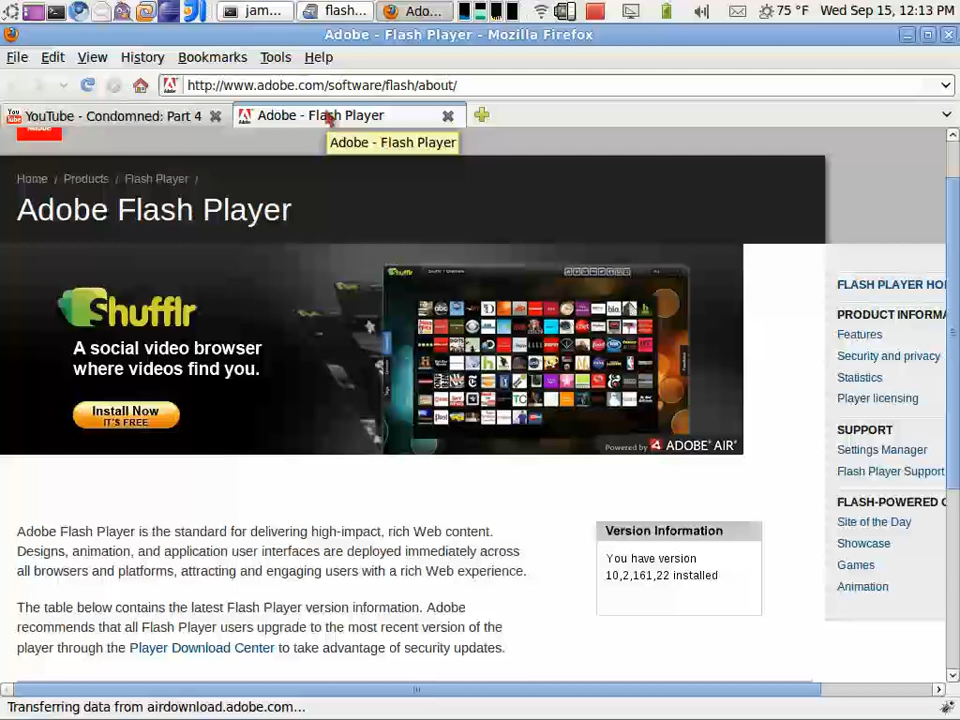 jam...
flash...
Ado...
75 °F
Wed Sep 15, 12:13 PM
Adobe - Flash Player - Mozilla Firefox
File Edit View History Bookmarks Tools Help
http://www.adobe.com/software/flash/about/
YouTube - Condomned: Part 4
Adobe - Flash Player
Adobe - Flash Player
Home / Products / Flash Player /
Adobe Flash Player
Shufflr
A social video browser
where videos find you.
Install Now
IT'S FREE
Powered by ADOBE® AIR™
FLASH PLAYER HO
PRODUCT INFORMA
Features
Security and privacy
Statistics
Player licensing
SUPPORT
Settings Manager
Flash Player Support
FLASH-POWERED
Site of the Day
Showcase
Games
Animation
Adobe Flash Player is the standard for delivering high-impact, rich Web content.
Designs, animation, and application user interfaces are deployed immediately across
all browsers and platforms, attracting and engaging users with a rich Web experience.
Version Information
You have version
10,2,161,22 installed
The table below contains the latest Flash Player version information. Adobe
recommends that all Flash Player users upgrade to the most recent version of the
player through the Player Download Center to take advantage of security updates.
Transferring data from airdownload.adobe.com...